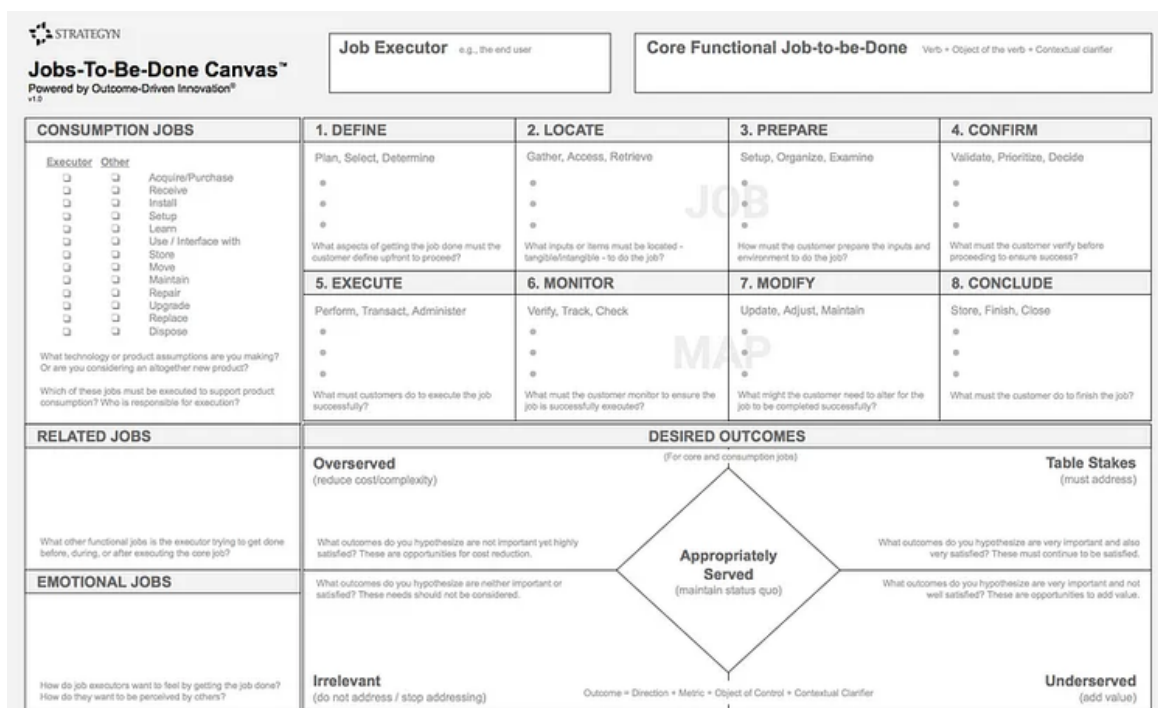 STRATEGYN
Jobs-To-Be-Done Canvas™
Powered by Outcome-Driven Innovation®
v1.0
Job Executor e.g., the end user
Core Functional Job-to-be-Done Verb + Object of the verb + Contextual clarifier
CONSUMPTION JOBS
Executor Other
Acquire/Purchase
Receive
Install
Setup
Learn
Use / Interface with
Store
Move
Maintain
Repair
Upgrade
Replace
Dispose
What technology or product assumptions are you making?
Or are you considering an altogether new product?
Which of these jobs must be executed to support product
consumption? Who is responsible for execution?
JOB
MAP
1. DEFINE
Plan, Select, Determine
What aspects of getting the job done must the
customer define upfront to proceed?
2. LOCATE
Gather, Access, Retrieve
What inputs or items must be located -
tangible/intangible - to do the job?
3. PREPARE
Setup, Organize, Examine
How must the customer prepare the inputs and
environment to do the job?
4. CONFIRM
Validate, Prioritize, Decide
What must the customer verify before
proceeding to ensure success?
5. EXECUTE
Perform, Transact, Administer
What must customers do to execute the job
successfully?
6. MONITOR
Verify, Track, Check
What must the customer monitor to ensure the
job is successfully executed?
7. MODIFY
Update, Adjust, Maintain
What might the customer need to alter for the
job to be completed successfully?
8. CONCLUDE
Store, Finish, Close
What must the customer do to finish the job?
RELATED JOBS
What other functional jobs is the executor trying to get done
before, during, or after executing the core job?
EMOTIONAL JOBS
How do job executors want to feel by getting the job done?
How do they want to be perceived by others?
DESIRED OUTCOMES
(For core and consumption jobs)
Overserved
(reduce cost/complexity)
What outcomes do you hypothesize are not important yet highly
satisfied? These are opportunities for cost reduction.
Table Stakes
(must address)
What outcomes do you hypothesize are very important and also
very satisfied? These must continue to be satisfied.
Appropriately
Served
(maintain status quo)
What outcomes do you hypothesize are neither important or
satisfied? These needs should not be considered.
Irrelevant
(do not address / stop addressing)
What outcomes do you hypothesize are very important and not
well satisfied? These are opportunities to add value.
Underserved
(add value)
Outcome = Direction + Metric + Object of Control + Contextual Clarifier